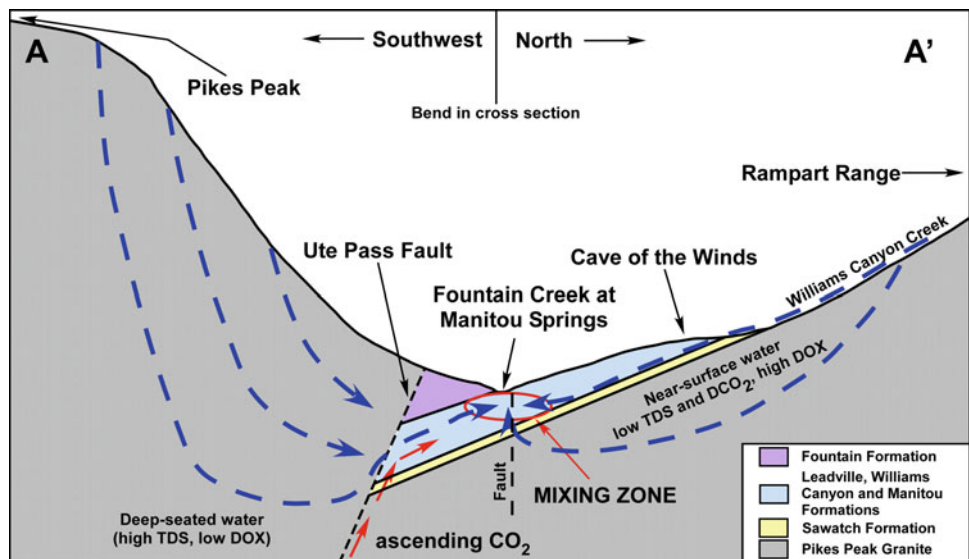 A
Southwest
North
A'
Pikes Peak
Bend in cross section
Rampart Range
Ute Pass Fault
Cave of the Winds
Williams Canyon Creek
Fountain Creek at
Manitou Springs
Near-surface water
low TDS and DCO₂, high DOX
Fault
MIXING ZONE
Deep-seated water
(high TDS, low DOX)
ascending CO₂
Fountain Formation
Leadville, Williams
Canyon and Manitou
Formations
Sawatch Formation
Pikes Peak Granite